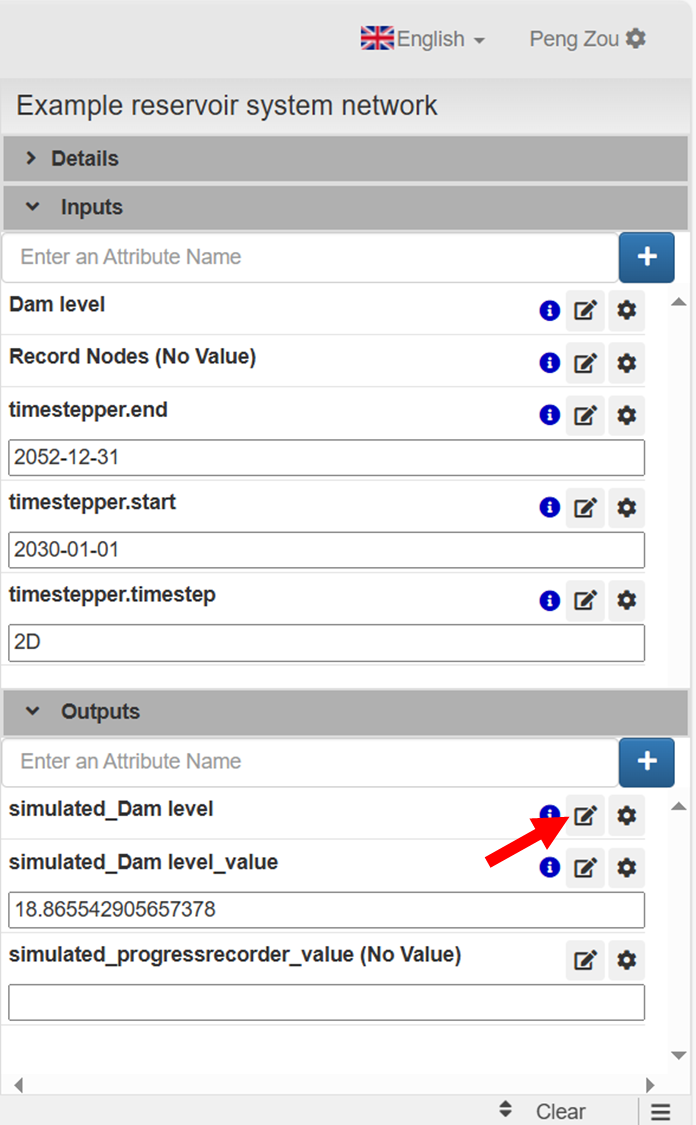 English
Peng Zou
Example reservoir system network
Details
Inputs
Enter an Attribute Name
Dam level
Record Nodes (No Value)
timestepper.end
2052-12-31
timestepper.start
2030-01-01
timestepper.timestep
2D
Outputs
Enter an Attribute Name
simulated_Dam level
simulated_Dam level_value
18.865542905657378
simulated_progressrecorder_value (No Value)
Clear